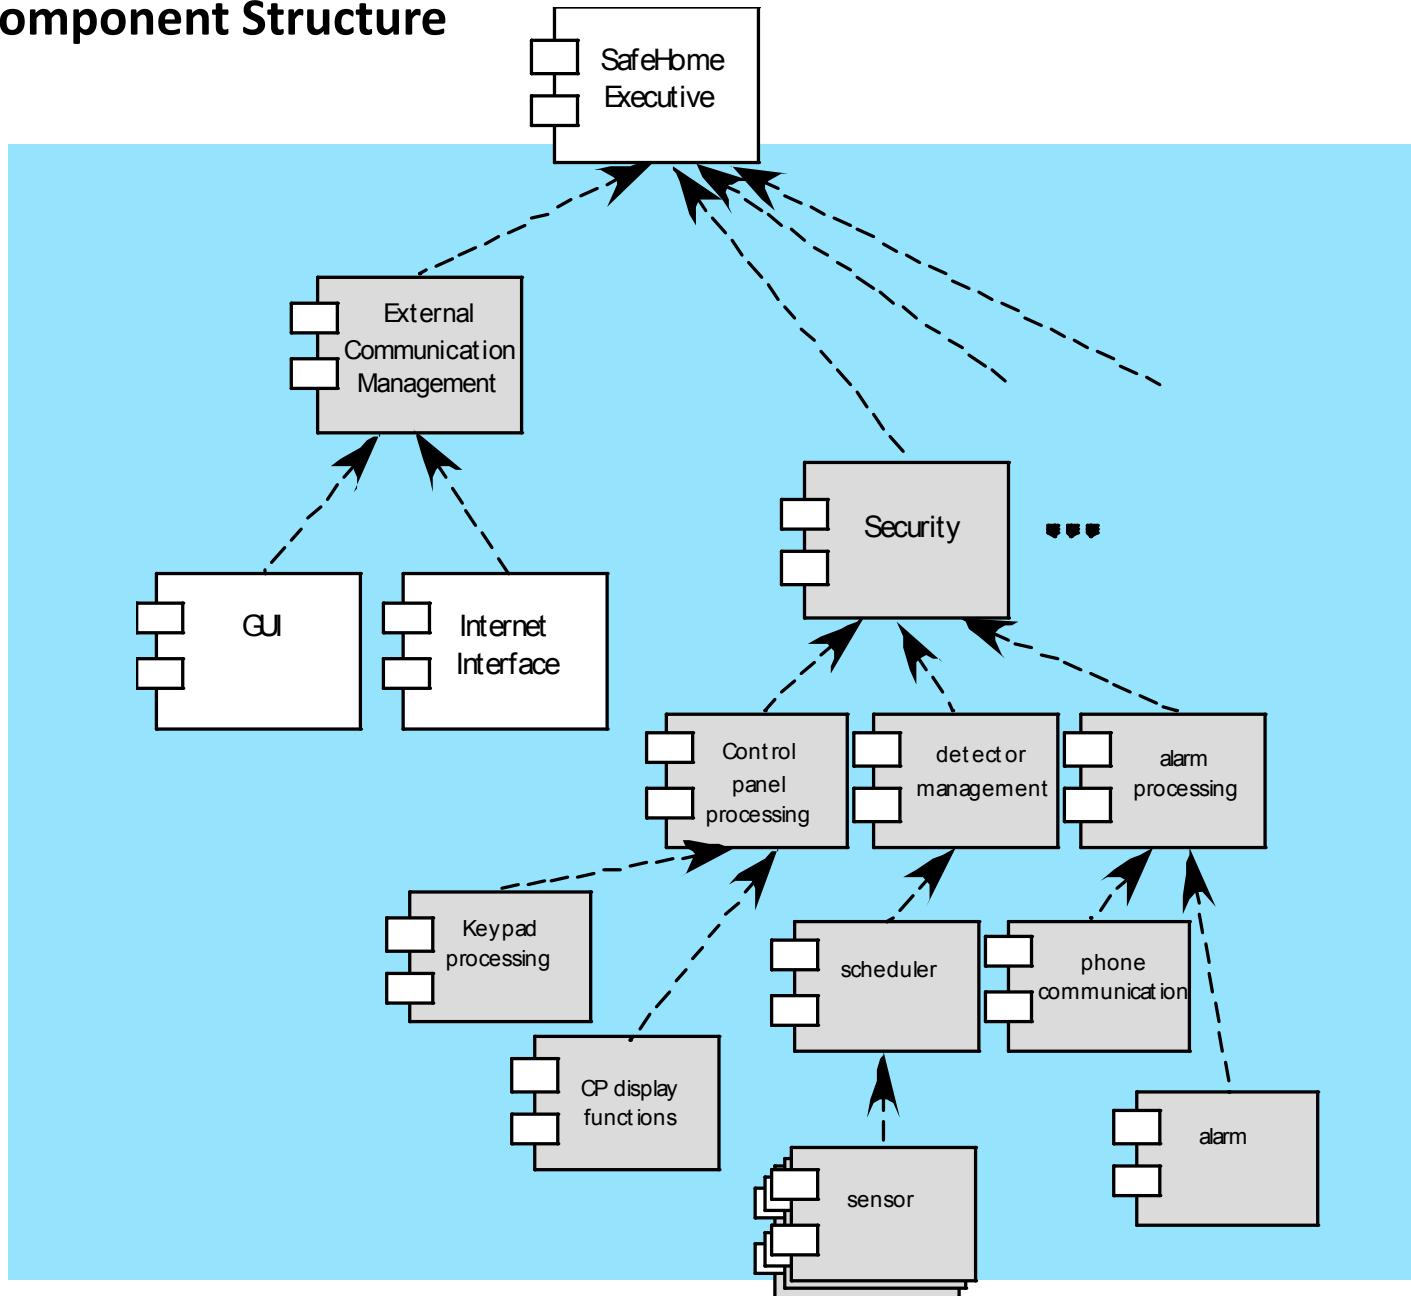 omponent Structure
SafeHome
Executive
External
Communication
Management
Security
GUI
Internet
Interface
Control
panel
processing
detector
management
alarm
processing
Keypad
processing
scheduler
phone
communication
CP display
functions
alarm
sensor